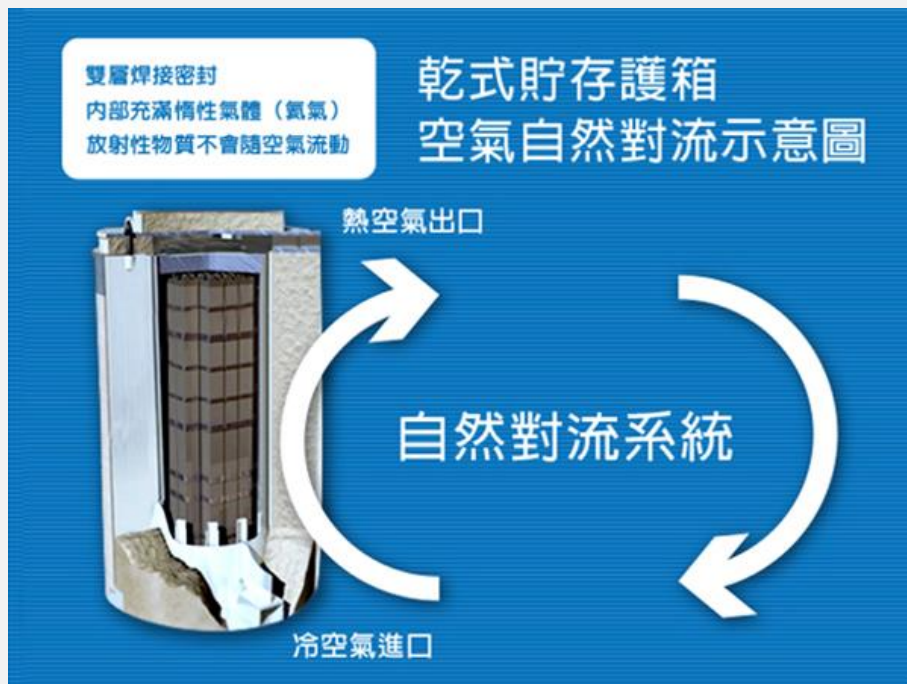 雙層焊接密封
內部充滿惰性氣體（氦氣）
放射性物質不會隨空氣流動
乾式貯存護箱
空氣自然對流示意圖
熱空氣出口
自然對流系統
冷空氣進口